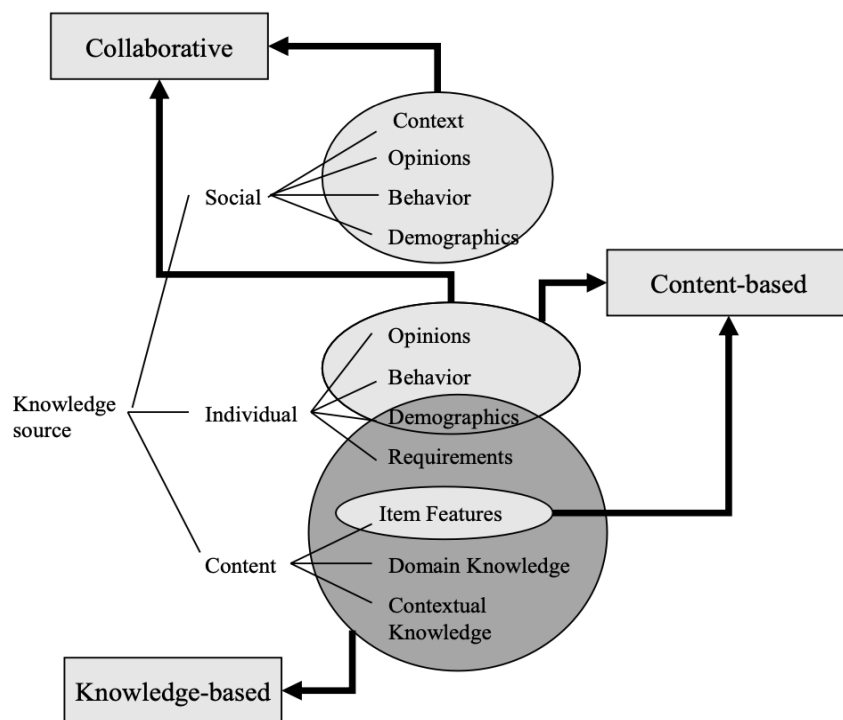 Collaborative
Context
Opinions
Social
Behavior
Demographics
Content-based
Opinions
Behavior
Knowledge
source
Individual
Demographics
Requirements
Item Features
Content
Domain Knowledge
Contextual
Knowledge
Knowledge-based